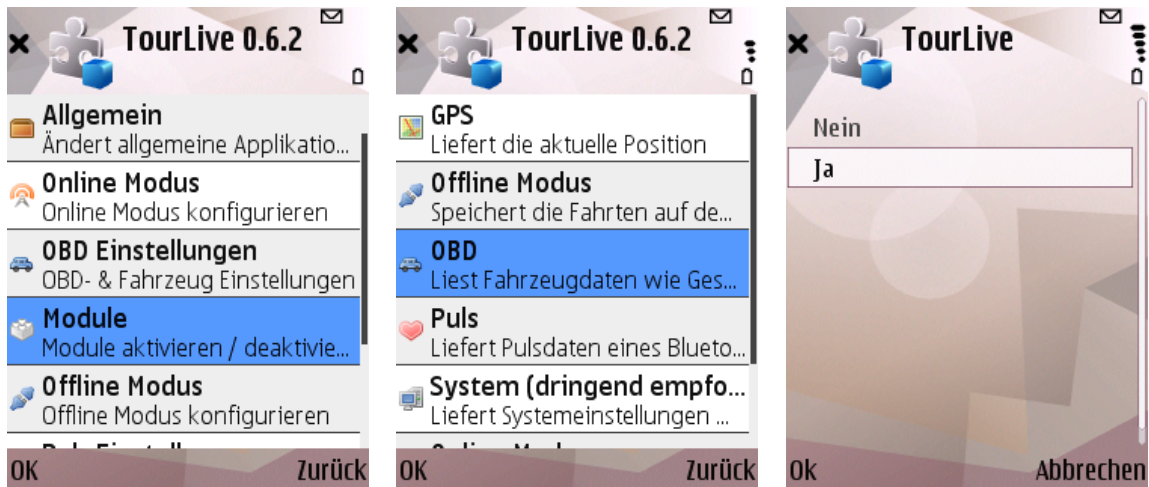 TourLive 0.6.2
Allgemein
Ändert allgemeine Applikatio...
Online Modus
Online Modus konfigurieren
OBD Einstellungen
OBD- & Fahrzeug Einstellungen
Module
Module aktivieren / deaktivie...
Offline Modus
Offline Modus konfigurieren
OK Zurück
TourLive 0.6.2
GPS
Liefert die aktuelle Position
Offline Modus
Speichert die Fahrten auf de...
OBD
Liest Fahrzeugdaten wie Ges...
Puls
Liefert Pulsdaten eines Blueto...
System (dringend empfo...
Liefert Systemeinstellungen ...
OK Zurück
TourLive
Nein
Ja
Ok Abbrechen